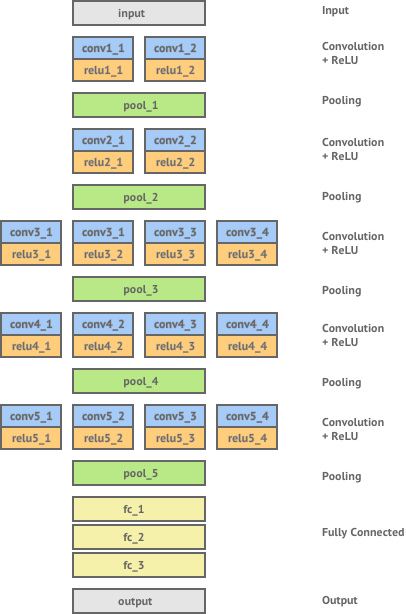 input Input
conv1_1 conv1_2 Convolution
relu1_1 relu1_2 + ReLU
pool_1 Pooling
conv2_1 conv2_2 Convolution
relu2_1 relu2_2 + ReLU
pool_2 Pooling
conv3_1 conv3_1 conv3_3 conv3_4 Convolution
relu3_1 relu3_2 relu3_3 relu3_4 + ReLU
pool_3 Pooling
conv4_1 conv4_2 conv4_3 conv4_4 Convolution
relu4_1 relu4_2 relu4_3 relu4_4 + ReLU
pool_4 Pooling
conv5_1 conv5_2 conv5_3 conv5_4 Convolution
relu5_1 relu5_2 relu5_3 relu5_4 + ReLU
pool_5 Pooling
fc_1
fc_2 Fully Connected
fc_3
output Output